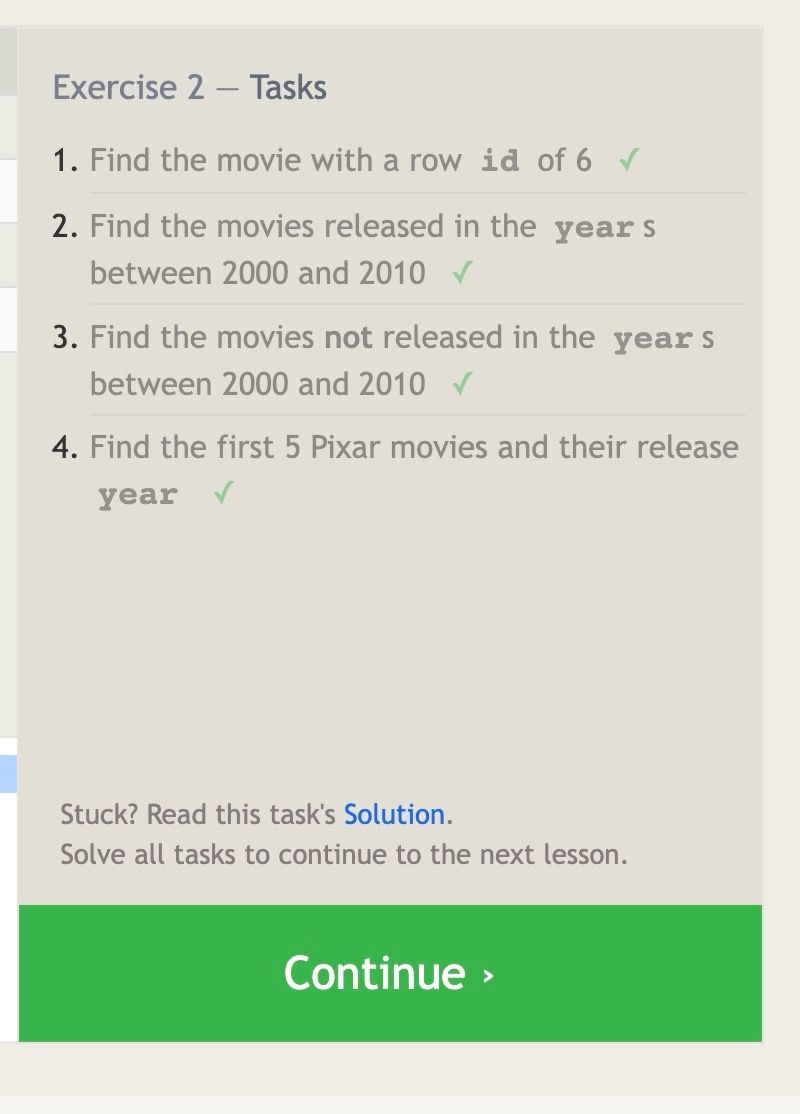 Exercise 2 — Tasks
1. Find the movie with a row id of 6 ✓
2. Find the movies released in the year s
between 2000 and 2010 ✓
3. Find the movies not released in the year s
between 2000 and 2010 ✓
4. Find the first 5 Pixar movies and their release
year ✓
Stuck? Read this task's Solution.
Solve all tasks to continue to the next lesson.
Continue ›